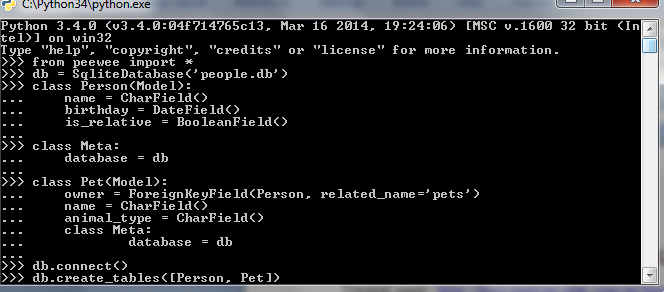 C:\Python34\python.exe
Python 3.4.0 (v3.4.0:04f714765c13, Mar 16 2014, 19:24:06) [MSC v.1600 32 bit (In
tel)] on win32
Type "help", "copyright", "credits" or "license" for more information.
>>> from peewee import *
>>> db = SqliteDatabase('people.db')
>>> class Person(Model):
...     name = CharField()
...     birthday = DateField()
...     is_relative = BooleanField()
...
>>> class Meta:
...     database = db
...
>>> class Pet(Model):
...     owner = ForeignKeyField(Person, related_name='pets')
...     name = CharField()
...     animal_type = CharField()
...     class Meta:
...             database = db
...
>>> db.connect()
>>> db.create_tables([Person, Pet])